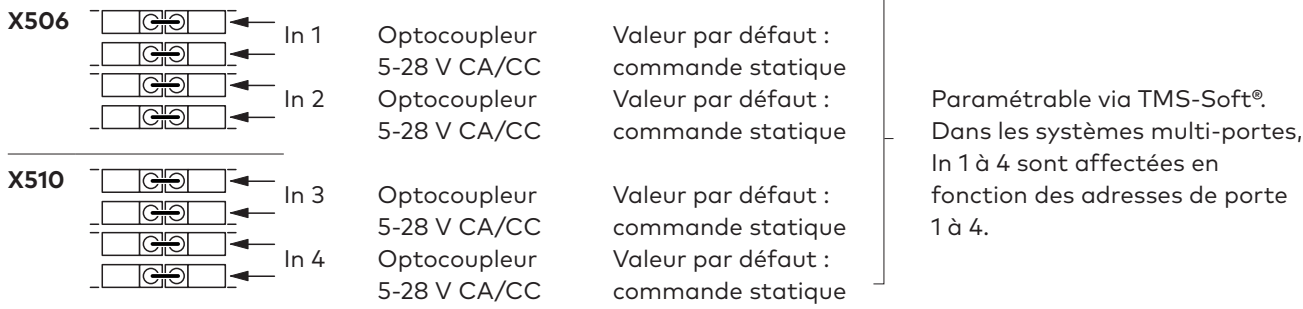 X506
In 1 Optocoupleur Valeur par défaut :
5-28 V CA/CC commande statique
In 2 Optocoupleur Valeur par défaut :
5-28 V CA/CC commande statique
X510
In 3 Optocoupleur Valeur par défaut :
5-28 V CA/CC commande statique
In 4 Optocoupleur Valeur par défaut :
5-28 V CA/CC commande statique
Paramétrable via TMS-Soft®.
Dans les systèmes multi-portes,
In 1 à 4 sont affectées en
fonction des adresses de porte
1 à 4.